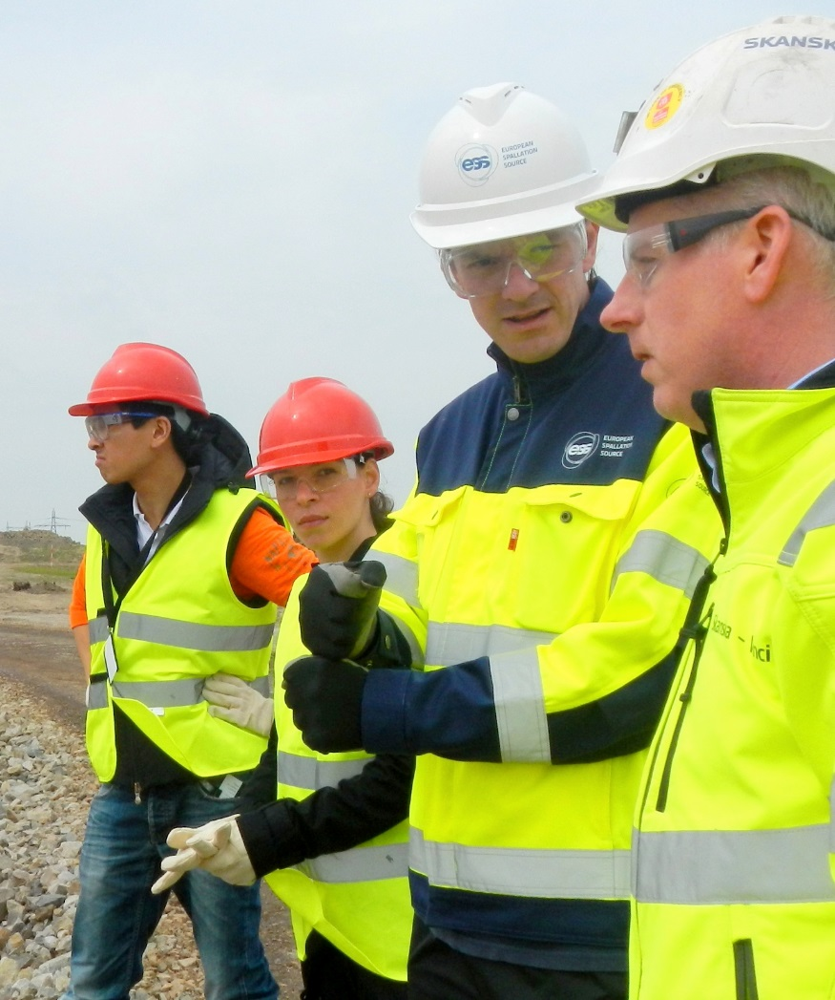 SKANSK
ess
EUROPEAN
SPALLATION
SOURCE
ess
EUROPEAN
SPALLATION
SOURCE